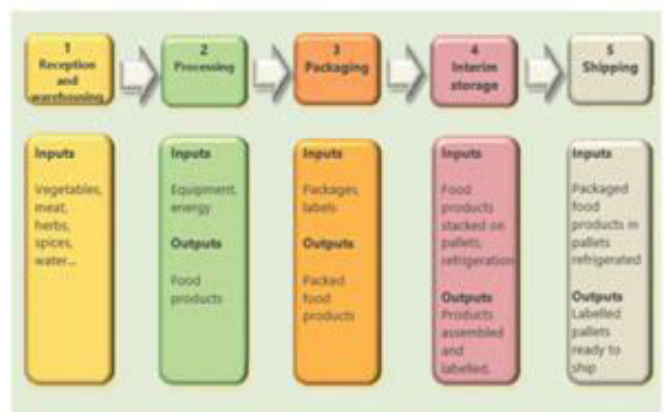 1
Reception
and
warehousing
2
Processing
3
Packaging
4
Interim
storage
5
Shipping
Inputs
Vegetables,
meat,
herbs,
spices,
water...
Inputs
Equipment,
energy
Outputs
Food
products
Inputs
Packages,
labels
Outputs
Packed
food
products
Inputs
Food
products
stacked on
pallets,
refrigeration
Outputs
Products
assembled
and
labelled.
Inputs
Packaged
food
products in
pallets
refrigerated
Outputs
Labelled
pallets
ready to
ship